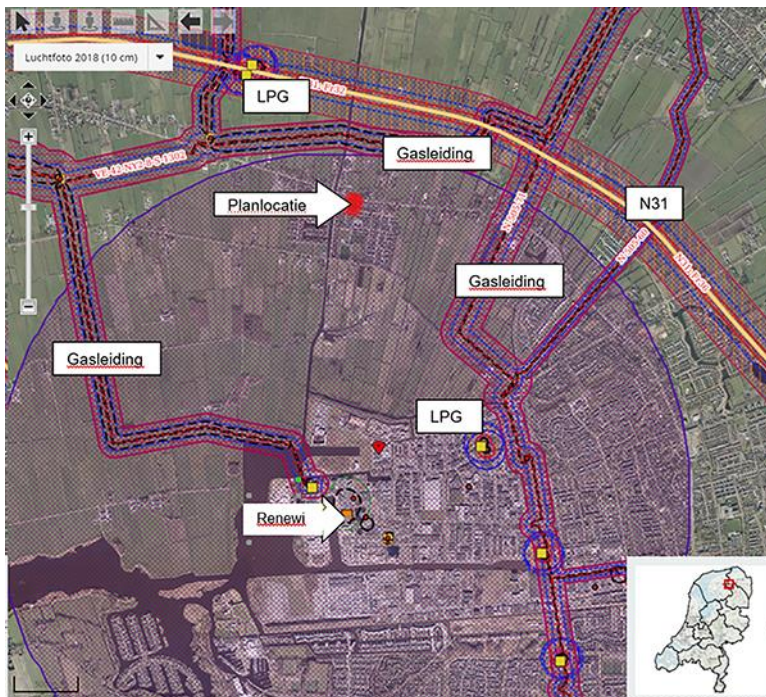 Luchtfoto 2018 (10 cm)
LPG
Gasleiding
Planlocatie
N31
Gasleiding
Gasleiding
LPG
Renewi